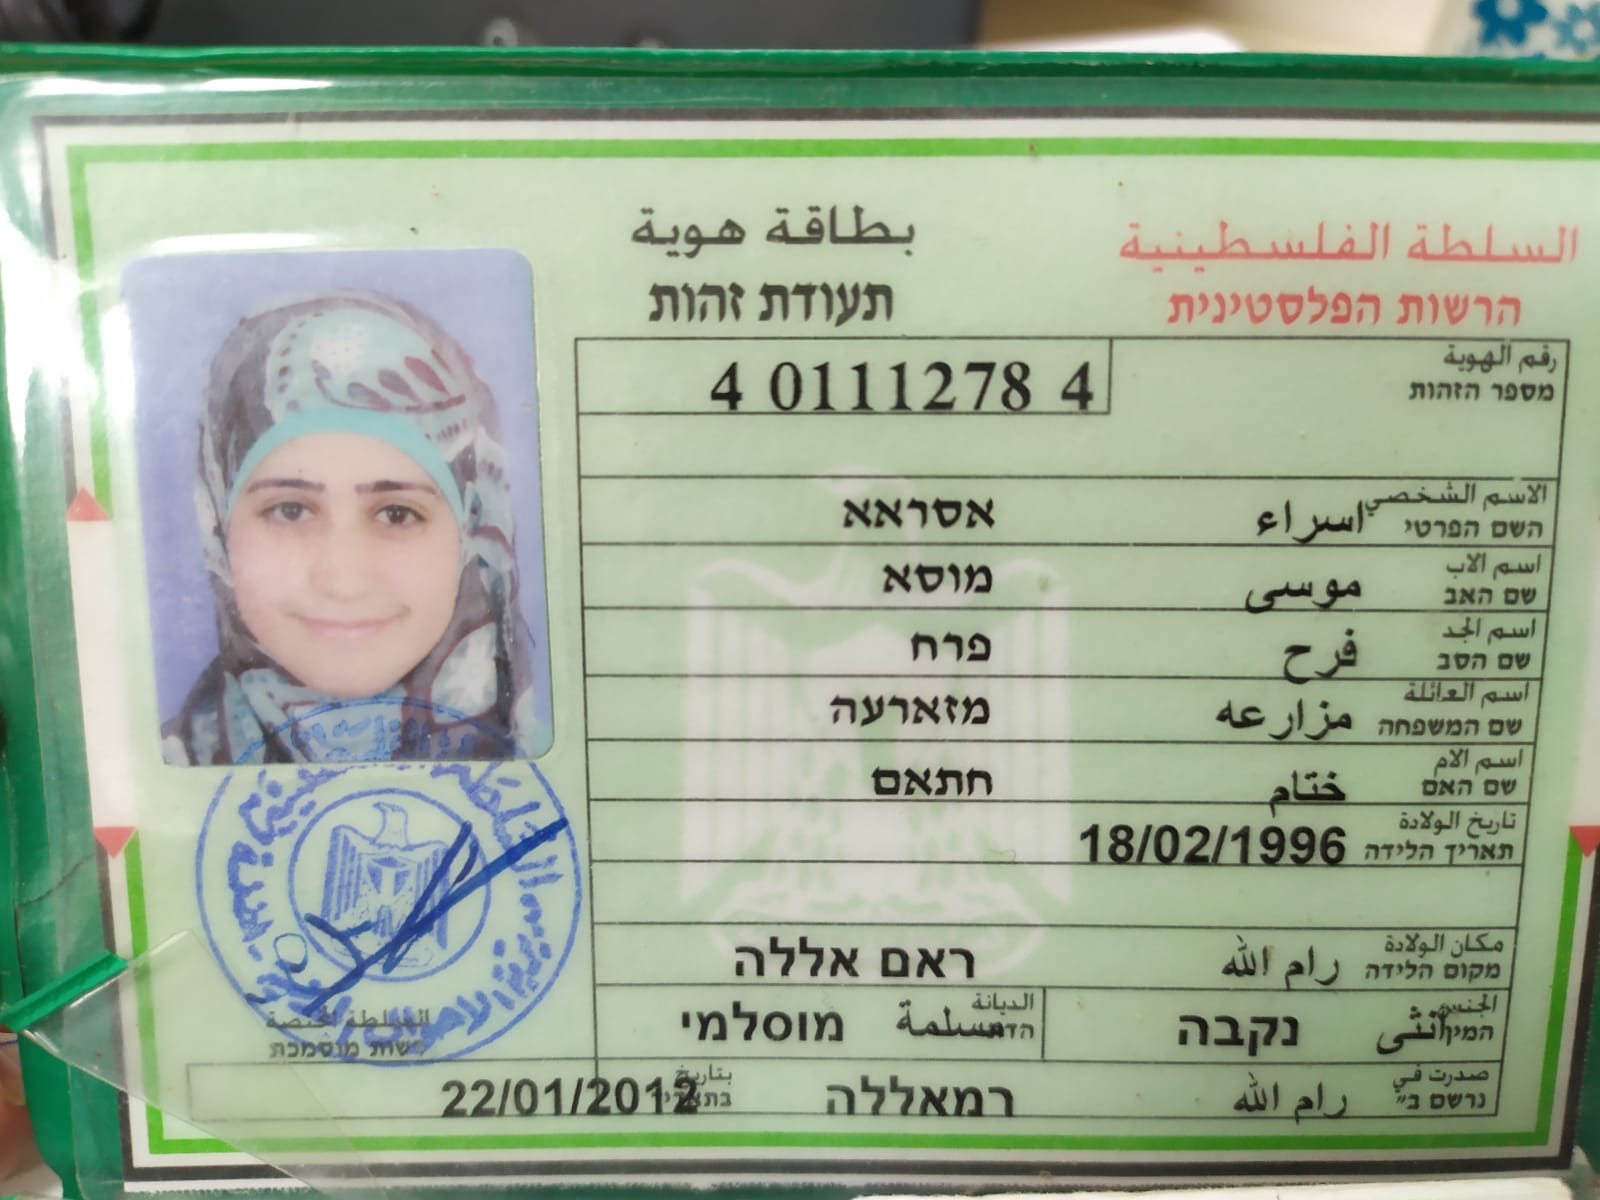 السلطة الفلسطينية
הרשות הפלסטינית
بطاقة هوية
תעודת זהות
رقم الهوية
מספר הזהות
4 0111278 4
الاسم الشخصي
השם הפרטי
اسراء
אסראא
اسم الاب
שם האב
موسى
מוסא
اسم الجد
שם הסב
فرح
פרח
اسم العائلة
שם המשפחה
مزارعه
מזארעה
اسم الام
שם האם
ختام
חתאם
تاريخ الولادة
תאריך הלידה
18/02/1996
مكان الولادة
מקום הלידה
رام الله
ראם אללה
الجنس
המין
أنثى
נקבה
الديانة
הדת
مسلمة
מוסלמי
صدرت في
נרשם ב״
رام الله
רמאללה
بتاريخ
22/01/2012
السلطة المختصة
רשות מוסמכת